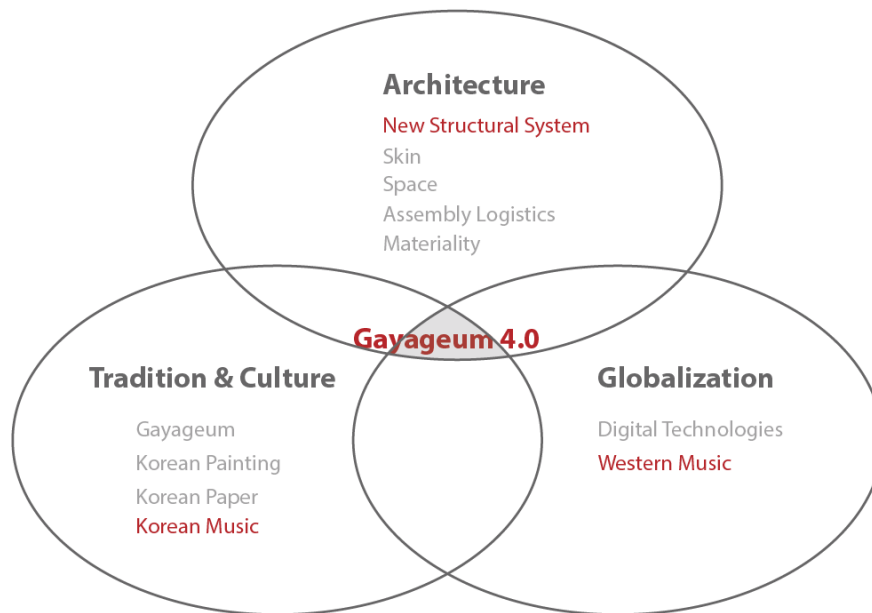 Architecture
New Structural System
Skin
Space
Assembly Logistics
Materiality
Gayageum 4.0
Tradition & Culture
Gayageum
Korean Painting
Korean Paper
Korean Music
Globalization
Digital Technologies
Western Music